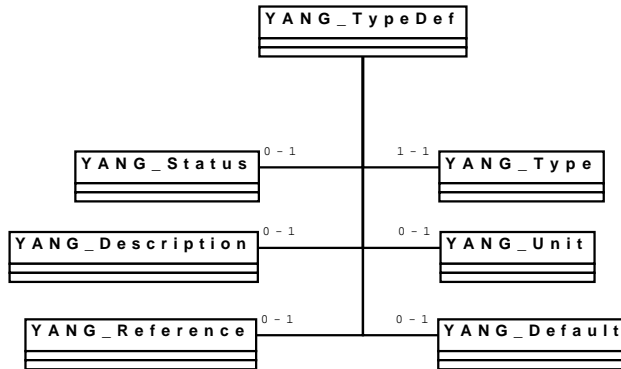 YANG_TypeDef
0-1
1-1
YANG_Status
YANG_Type
0-1
0-1
YANG_Description
YANG_Unit
0-1
0-1
YANG_Reference
YANG_Default